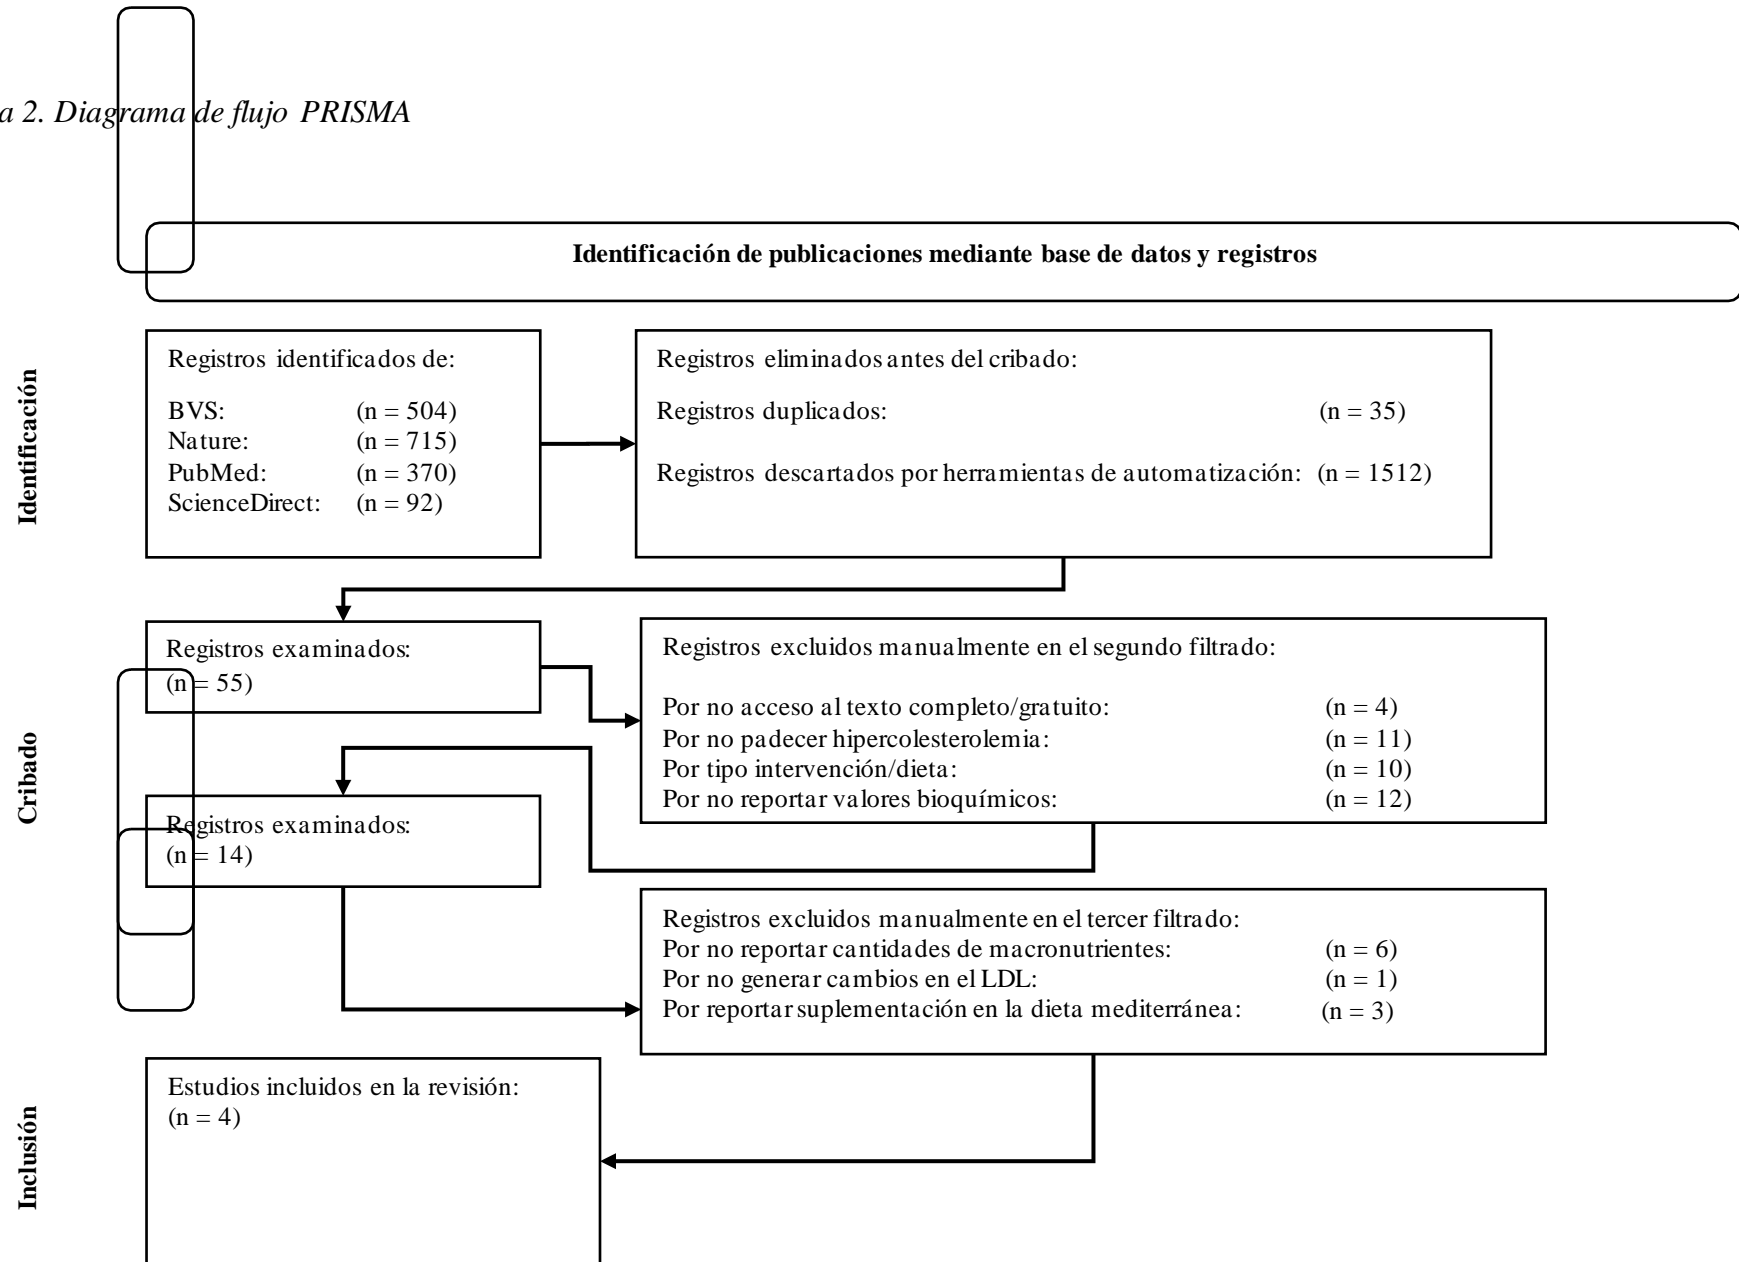 a 2. Diagrama de flujo PRISMA
Identificación de publicaciones mediante base de datos y registros
Identificación
Registros identificados de:
BVS: (n = 504)
Nature: (n = 715)
PubMed: (n = 370)
ScienceDirect: (n = 92)
Registros eliminados antes del cribado:
Registros duplicados: (n = 35)
Registros descartados por herramientas de automatización: (n = 1512)
Cribado
Registros examinados:
(n = 55)
Registros excluidos manualmente en el segundo filtrado:
Por no acceso al texto completo/gratuito: (n = 4)
Por no padecer hipercolesterolemia: (n = 11)
Por tipo intervención/dieta: (n = 10)
Por no reportar valores bioquímicos: (n = 12)
Registros examinados:
(n = 14)
Registros excluidos manualmente en el tercer filtrado:
Por no reportar cantidades de macronutrientes: (n = 6)
Por no generar cambios en el LDL: (n = 1)
Por reportar suplementación en la dieta mediterránea: (n = 3)
Inclusión
Estudios incluidos en la revisión:
(n = 4)